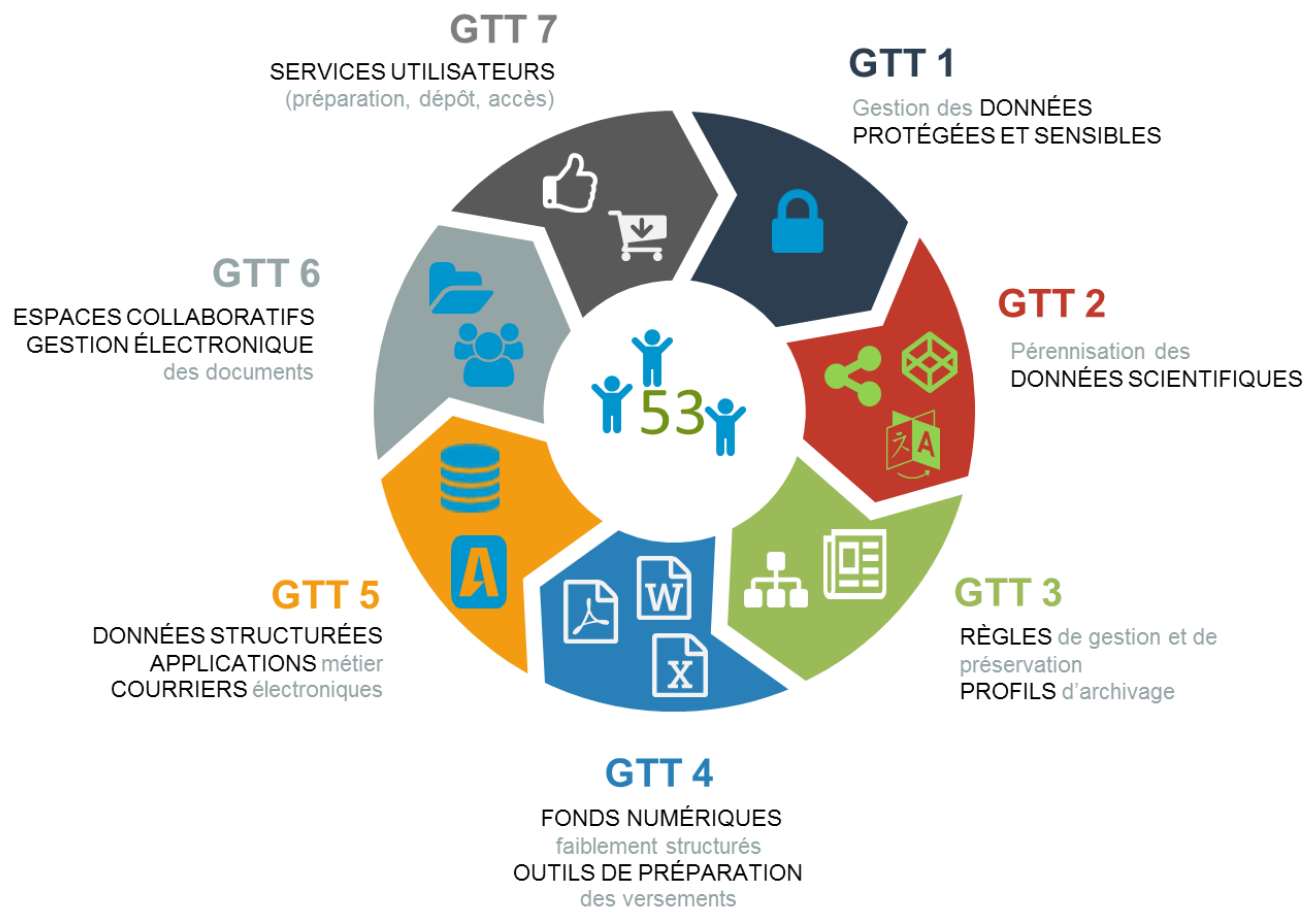 GTT 7
SERVICES UTILISATEURS
(préparation, dépôt, accès)
GTT 1
Gestion des DONNÉES
PROTÉGÉES ET SENSIBLES
GTT 6
ESPACES COLLABORATIFS
GESTION ÉLECTRONIQUE
des documents
GTT 2
Pérennisation des
DONNÉES SCIENTIFIQUES
53
A
A
W
X
GTT 5
DONNÉES STRUCTURÉES
APPLICATIONS métier
COURRIERS électroniques
GTT 3
RÈGLES de gestion et de
préservation
PROFILS d'archivage
GTT 4
FONDS NUMÉRIQUES
faiblement structurés
OUTILS DE PRÉPARATION
des versements